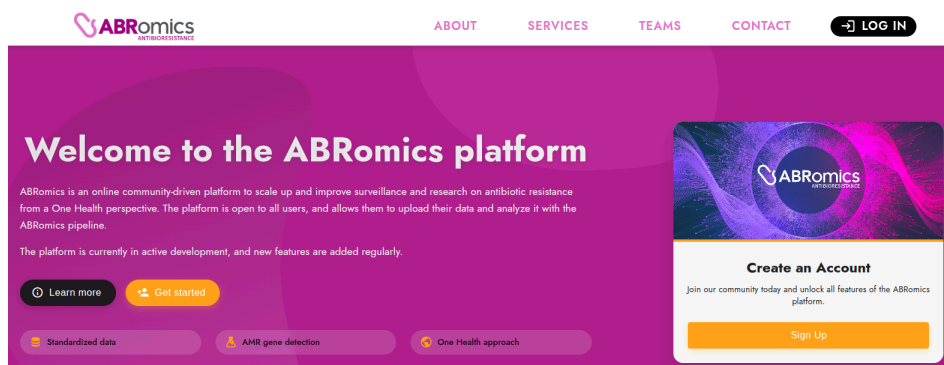 ABRomics
ANTIBIORESISTANCE
ABOUT
SERVICES
TEAMS
CONTACT
LOG IN
Welcome to the ABRomics platform
ABRomics is an online community-driven platform to scale up and improve surveillance and research on antibiotic resistance
from a One Health perspective. The platform is open to all users, and allows them to upload their data and analyze it with the
ABRomics pipeline.
The platform is currently in active development, and new features are added regularly.
Learn more
Get started
Standardized data
AMR gene detection
One Health approach
ABRomics
ANTIBIORESISTANCE
Create an Account
Join our community today and unlock all features of the ABRomics
platform.
Sign Up